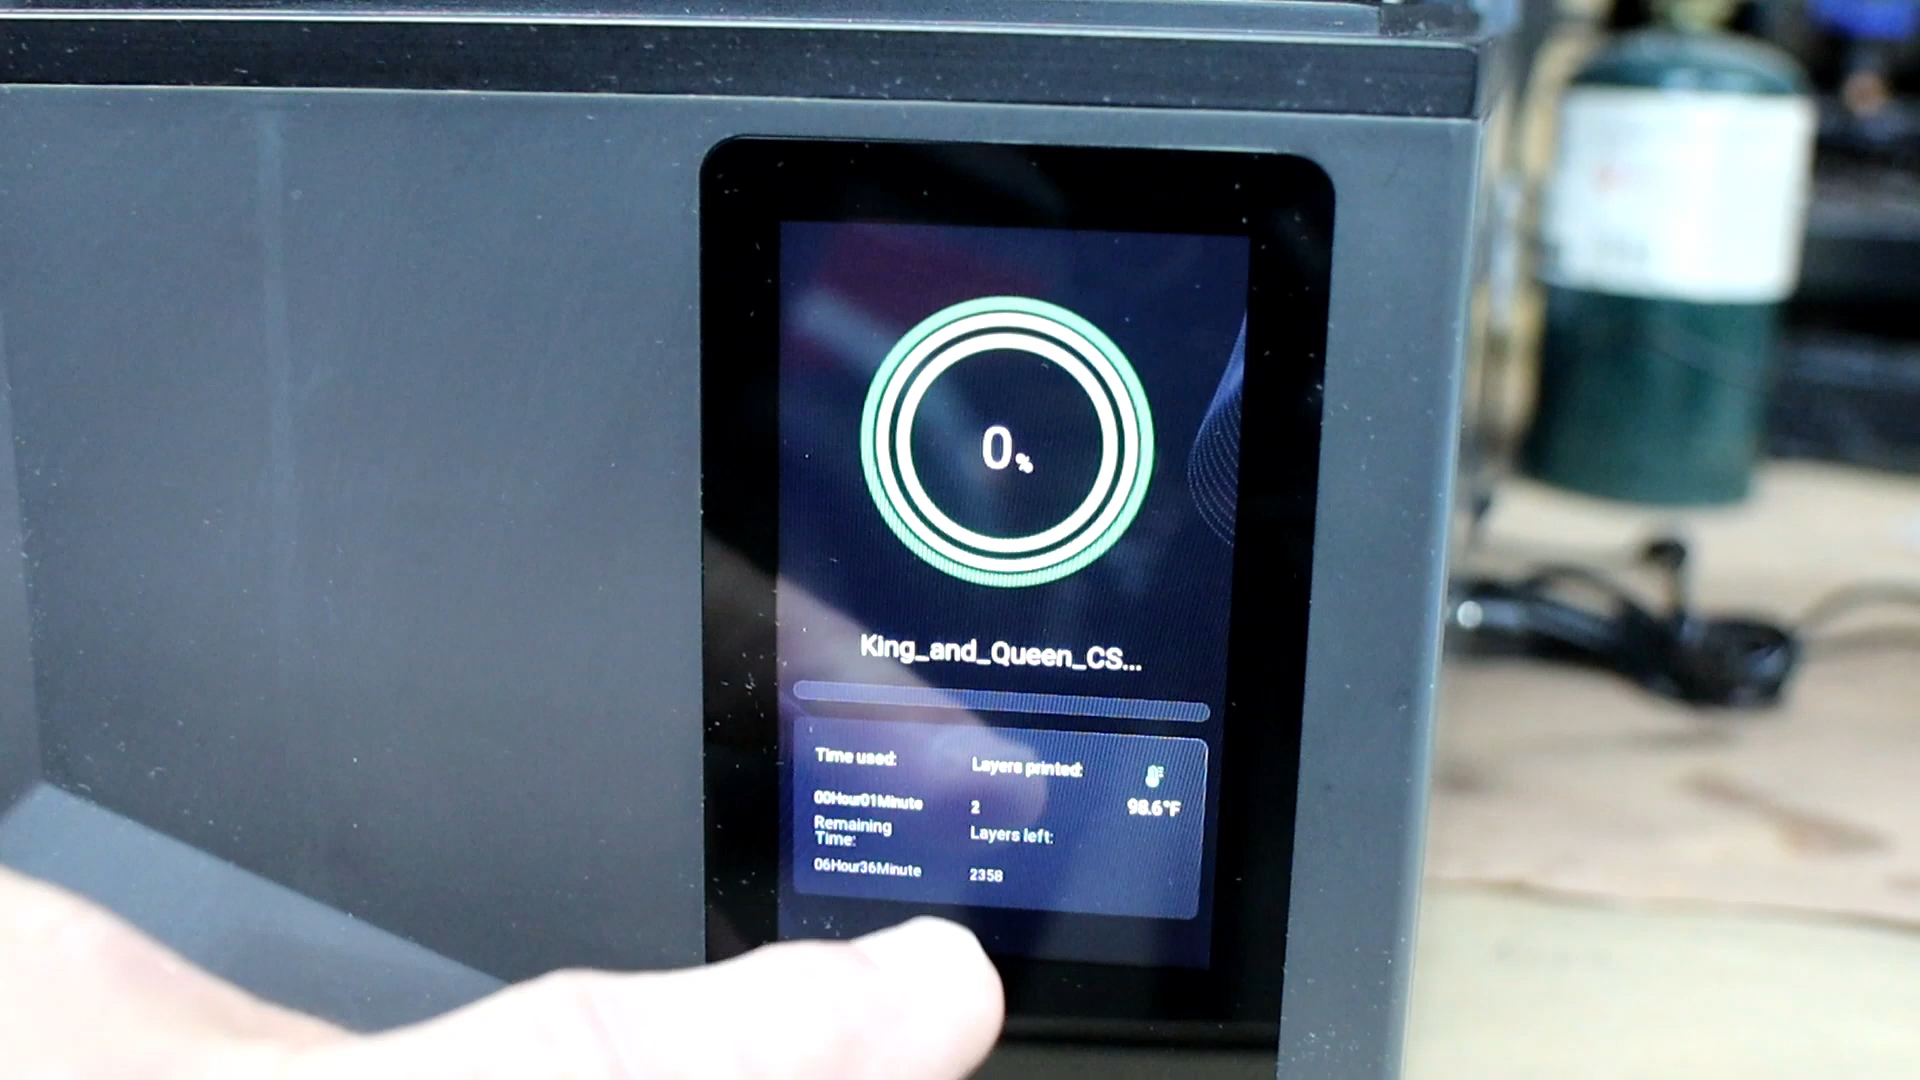 0%
King_and_Queen_CS...
Time used:
00Hour01Minute
Remaining
Time:
06Hour36Minute
Layers printed:
2
Layers left:
2358
98.6°F